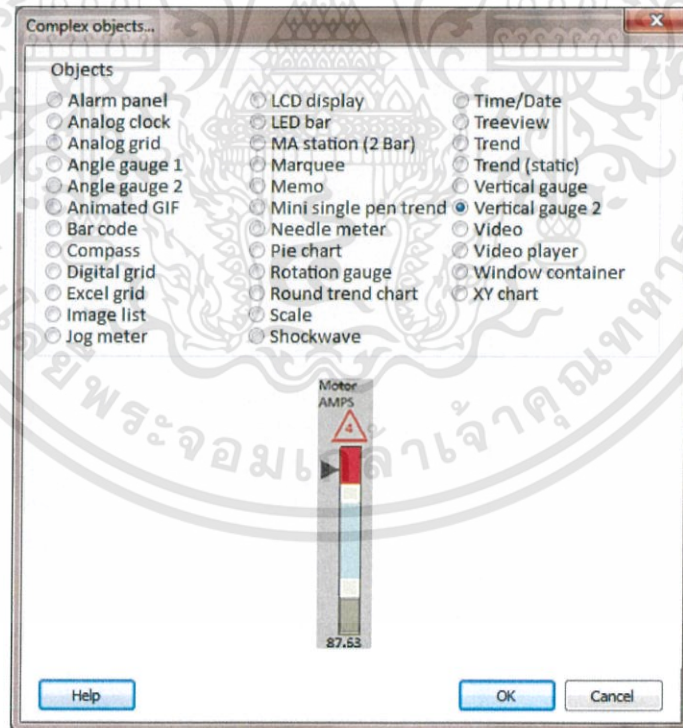 Complex objects...
Objects
Alarm panel
Analog clock
Analog grid
Angle gauge 1
Angle gauge 2
Animated GIF
Bar code
Compass
Digital grid
Excel grid
Image list
Jog meter
LCD display
LED bar
MA station (2 Bar)
Marquee
Memo
Mini single pen trend
Needle meter
Pie chart
Rotation gauge
Round trend chart
Scale
Shockwave
Time/Date
Treeview
Trend
Trend (static)
Vertical gauge
Vertical gauge 2
Video
Video player
Window container
XY chart
Motor
AMPS
4
87.63
Help
OK
Cancel